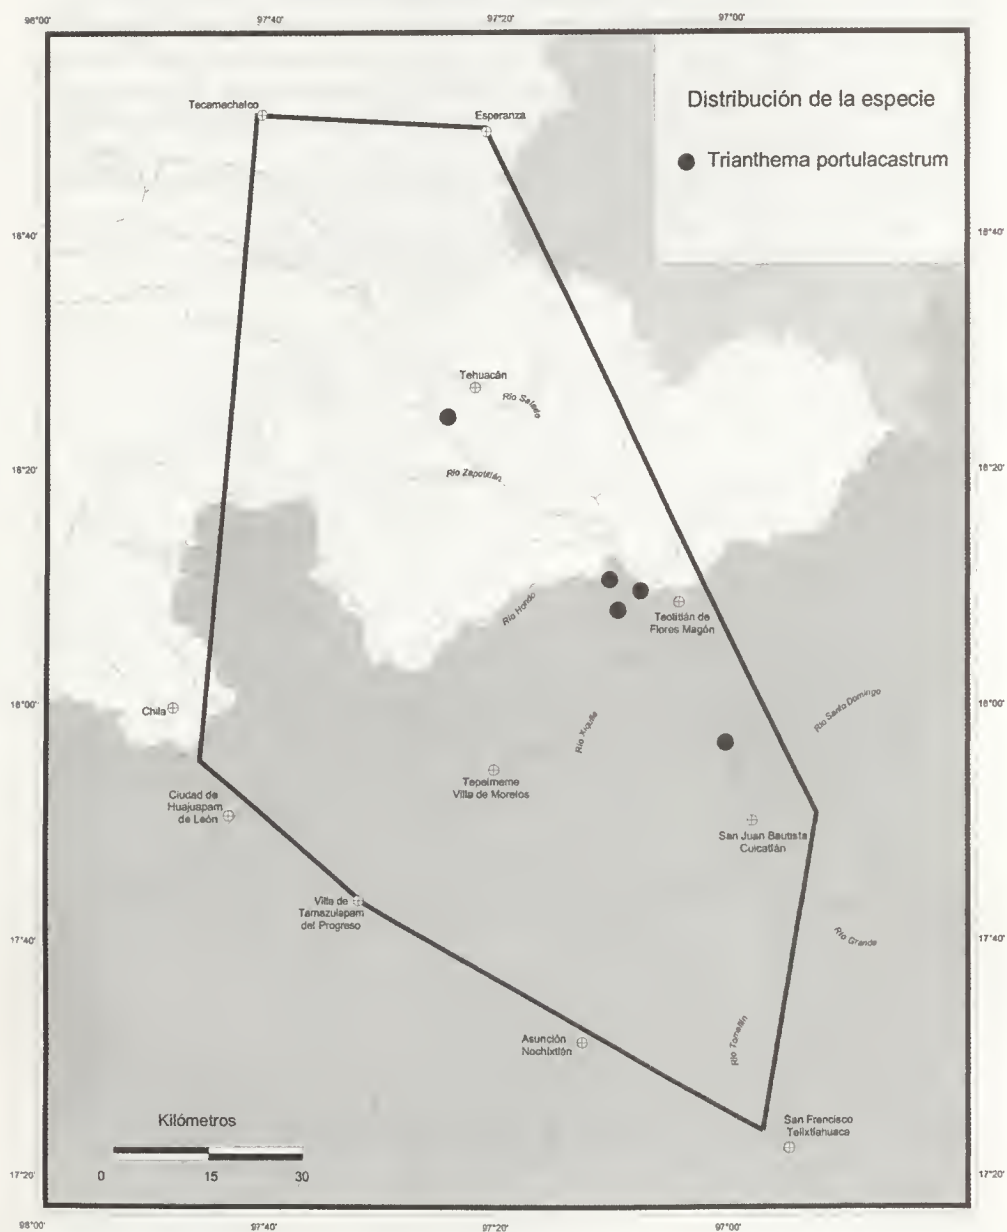 98°00'
97°40'
97°20'
97°00'
Tecamachalco
Esperanza
Distribución de la especie
Trianthema portulacastrum
18°40'
18°40'
Tehuacán
Río Salado
18°20'
18°20'
Río Zapotitlán
Río Hondo
Teotitlán de
Flores Magón
18°00'
18°00'
Chila
Río Xiquila
Río Santo Domingo
Tepelmeme
Villa de Morelos
Ciudad de
Huajuapam
de León
San Juan Bautista
Cuicatlán
Villa de
Tamazulapam
del Progreso
17°40'
17°40'
Río Grande
Río Tomellín
Asunción
Nochixtlán
Kilómetros
San Francisco
Telixtlahuaca
0
15
30
17°20'
17°20'
98°00'
97°40'
97°20'
97°00'